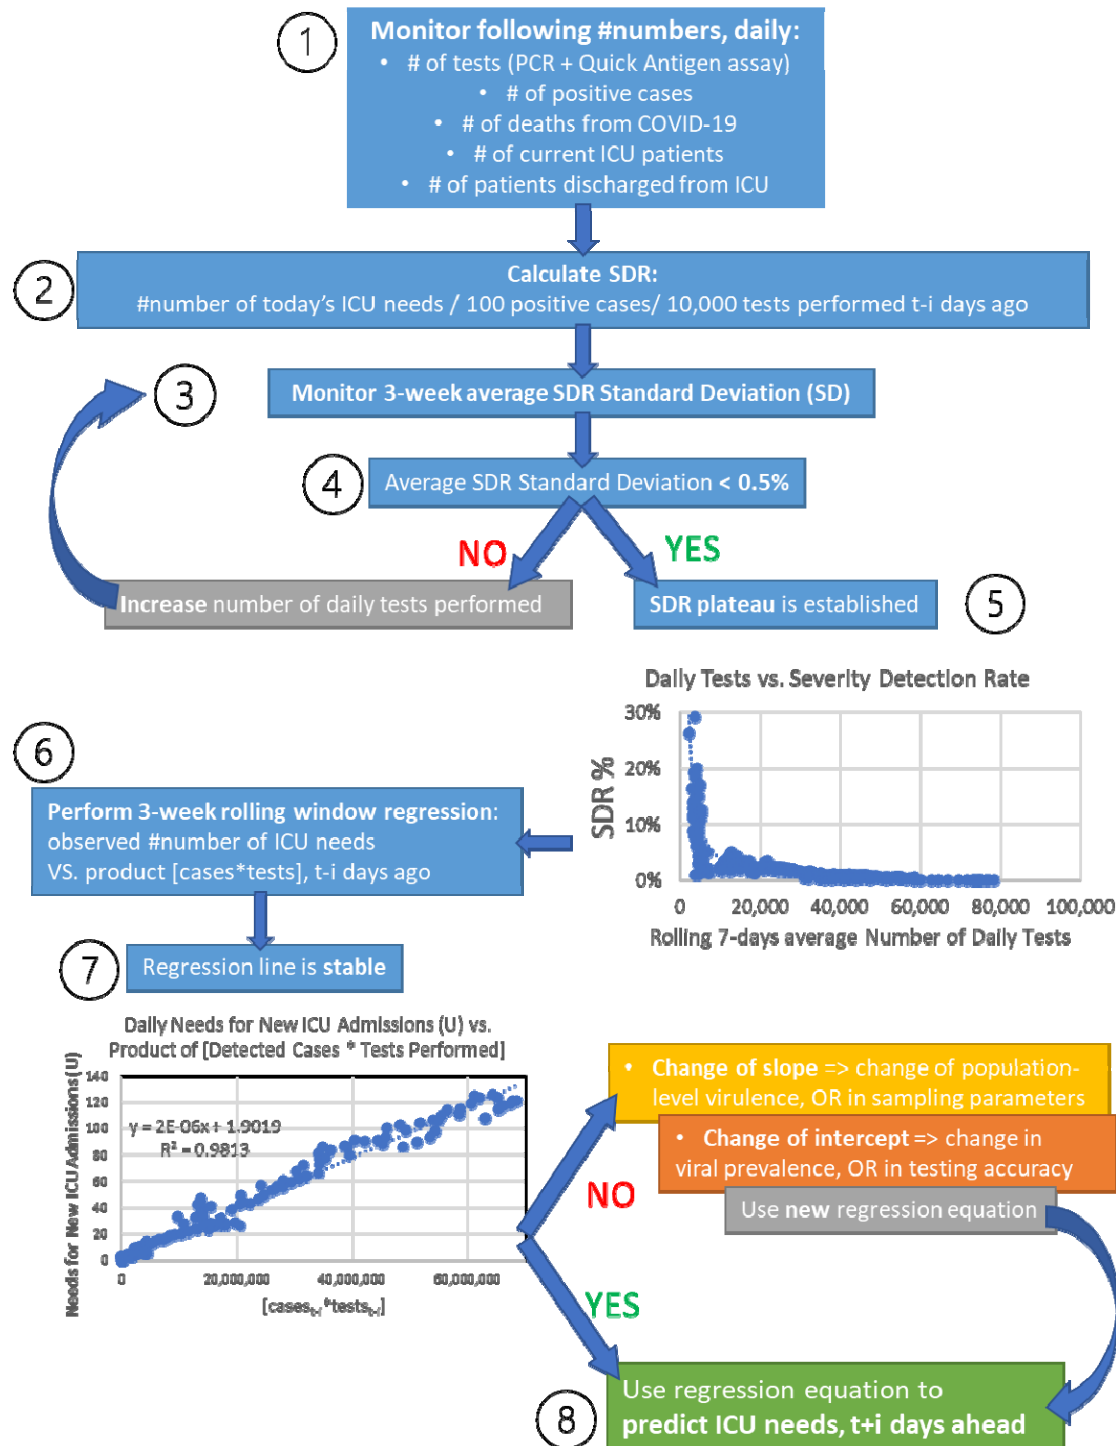 1
Monitor following #numbers, daily:
• # of tests (PCR + Quick Antigen assay)
• # of positive cases
• # of deaths from COVID-19
• # of current ICU patients
• # of patients discharged from ICU
2
Calculate SDR:
#number of today's ICU needs / 100 positive cases/ 10,000 tests performed t-i days ago
3
Monitor 3-week average SDR Standard Deviation (SD)
4
Average SDR Standard Deviation < 0.5%
NO
YES
Increase number of daily tests performed
SDR plateau is established
5
Daily Tests vs. Severity Detection Rate
30%
20%
10%
0%
SDR %
0 20,000 40,000 60,000 80,000 100,000
Rolling 7-days average Number of Daily Tests
6
Perform 3-week rolling window regression:
observed #number of ICU needs
VS. product [cases*tests], t-i days ago
7
Regression line is stable
Daily Needs for New ICU Admissions (U) vs.
Product of [Detected Cases * Tests Performed]
Needs for New ICU Admissions (U)
140
120
100
80
60
40
20
0
y = 2E-06x + 1.9019
R² = 0.9813
0 20,000,000 40,000,000 60,000,000
[cases t-i*tests t-i]
• Change of slope => change of population-
level virulence, OR in sampling parameters
• Change of intercept => change in
viral prevalence, OR in testing accuracy
NO
Use new regression equation
YES
8
Use regression equation to
predict ICU needs, t+i days ahead